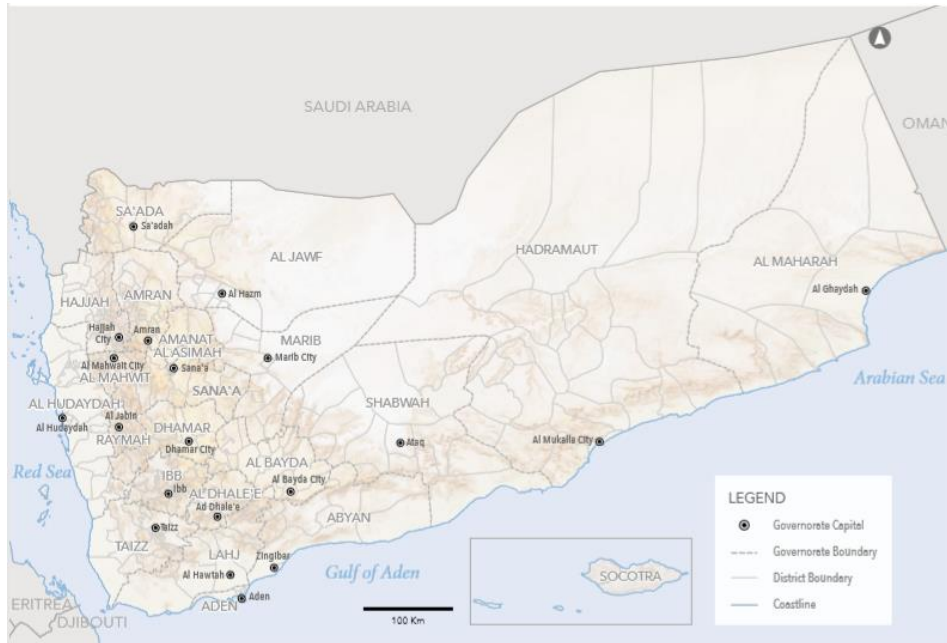 SAUDI ARABIA
OMAN
SA'ADA
Sa'adah
AL JAWF
HADRAMAUT
AL MAHARAH
Al Ghaydah
HAJJAH
AMRAN
Al Hazm
Hajjah
City
Amran
AMANAT
AL ASIMAH
Sana'a
MARIB
Marib City
Al Mahwait City
AL MAHWIT
SANA'A
Arabian Sea
AL HUDAYDAH
Al Hudaydah
Al Jabin
RAYMAH
DHAMAR
Dhamar City
SHABWAH
Ataq
Al Mukalla City
Red Sea
IBB
Ibb
AL BAYDA
Al Bayda City
AL DHALE'E
Ad Dhale'e
ABYAN
Taizz
TAIZZ
LAHJ
Zingibar
Al Hawtah
Gulf of Aden
ADEN
Aden
ERITREA
DJIBOUTI
100 Km
SOCOTRA
LEGEND
Governorate Capital
Governorate Boundary
District Boundary
Coastline